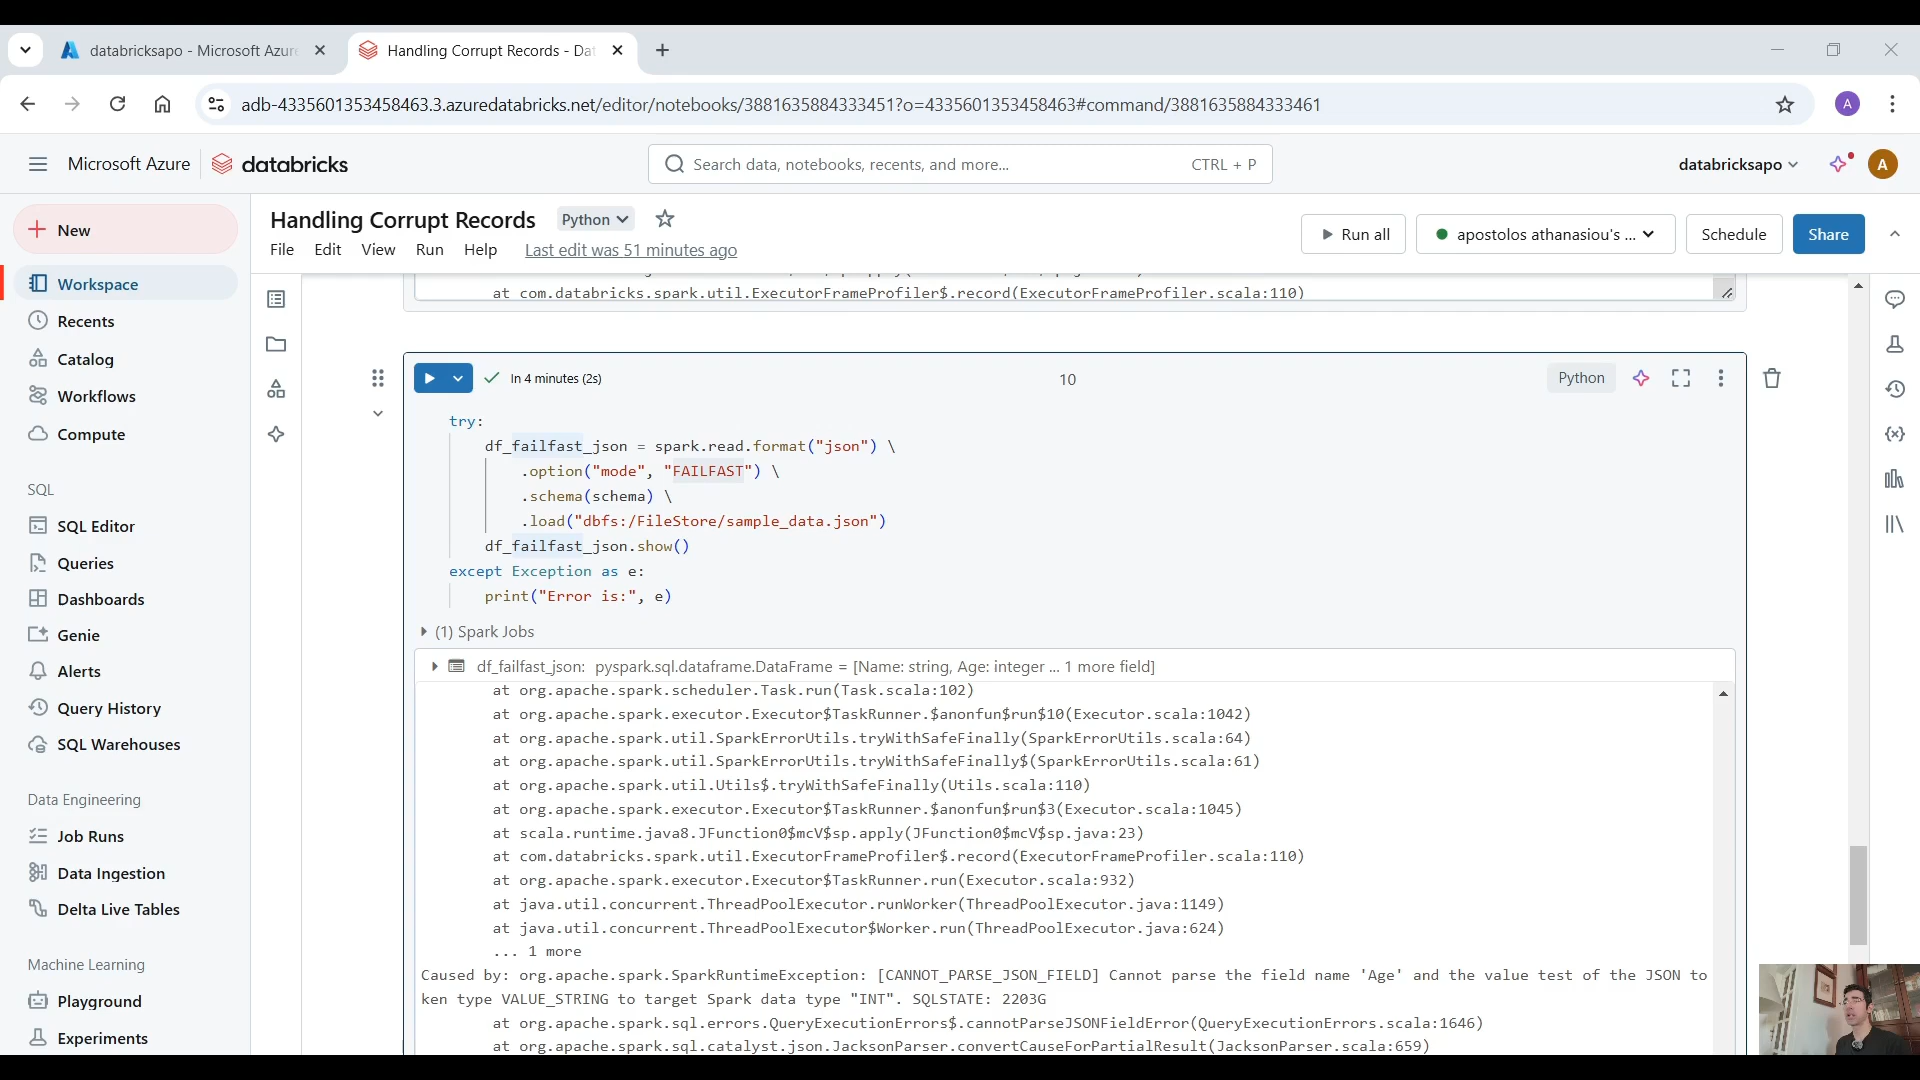 databricksapo - Microsoft Azure
Handling Corrupt Records - Dat
adb-4335601353458463.3.azuredatabricks.net/editor/notebooks/3881635884333451?o=4335601353458463#command/3881635884333461
A
Microsoft Azure
databricks
Search data, notebooks, recents, and more...
CTRL + P
databricksapo
A
New
Workspace
Recents
Catalog
Workflows
Compute
SQL
SQL Editor
Queries
Dashboards
Genie
Alerts
Query History
SQL Warehouses
Data Engineering
Job Runs
Data Ingestion
Delta Live Tables
Machine Learning
Playground
Experiments
Handling Corrupt Records
Python
File Edit View Run Help Last edit was 51 minutes ago
Run all
apostolos athanasiou's ...
Schedule
Share
at com.databricks.spark.util.ExecutorFrameProfiler$.record(ExecutorFrameProfiler.scala:110)
In 4 minutes (2s)
10
Python
try:
df_failfast_json = spark.read.format("json") \
.option("mode", "FAILFAST") \
.schema(schema) \
.load("dbfs:/FileStore/sample_data.json")
df_failfast_json.show()
except Exception as e:
print("Error is:", e)
(1) Spark Jobs
df_failfast_json: pyspark.sql.dataframe.DataFrame = [Name: string, Age: integer ... 1 more field]
at org.apache.spark.scheduler.Task.run(Task.scala:102)
at org.apache.spark.executor.Executor$TaskRunner.$anonfun$run$10(Executor.scala:1042)
at org.apache.spark.util.SparkErrorUtils.tryWithSafeFinally(SparkErrorUtils.scala:64)
at org.apache.spark.util.SparkErrorUtils.tryWithSafeFinally$(SparkErrorUtils.scala:61)
at org.apache.spark.util.Utils$.tryWithSafeFinally(Utils.scala:110)
at org.apache.spark.executor.Executor$TaskRunner.$anonfun$run$3(Executor.scala:1045)
at scala.runtime.java8.JFunction0$mcV$sp.apply(JFunction0$mcV$sp.java:23)
at com.databricks.spark.util.ExecutorFrameProfiler$.record(ExecutorFrameProfiler.scala:110)
at org.apache.spark.executor.Executor$TaskRunner.run(Executor.scala:932)
at java.util.concurrent.ThreadPoolExecutor.runWorker(ThreadPoolExecutor.java:1149)
at java.util.concurrent.ThreadPoolExecutor$Worker.run(ThreadPoolExecutor.java:624)
... 1 more
Caused by: org.apache.spark.SparkRuntimeException: [CANNOT_PARSE_JSON_FIELD] Cannot parse the field name 'Age' and the value test of the JSON to
ken type VALUE_STRING to target Spark data type "INT". SQLSTATE: 2203G
at org.apache.spark.sql.errors.QueryExecutionErrors$.cannotParseJSONFieldError(QueryExecutionErrors.scala:1646)
at org.apache.spark.sql.catalyst.json.JacksonParser.convertCauseForPartialResult(JacksonParser.scala:659)